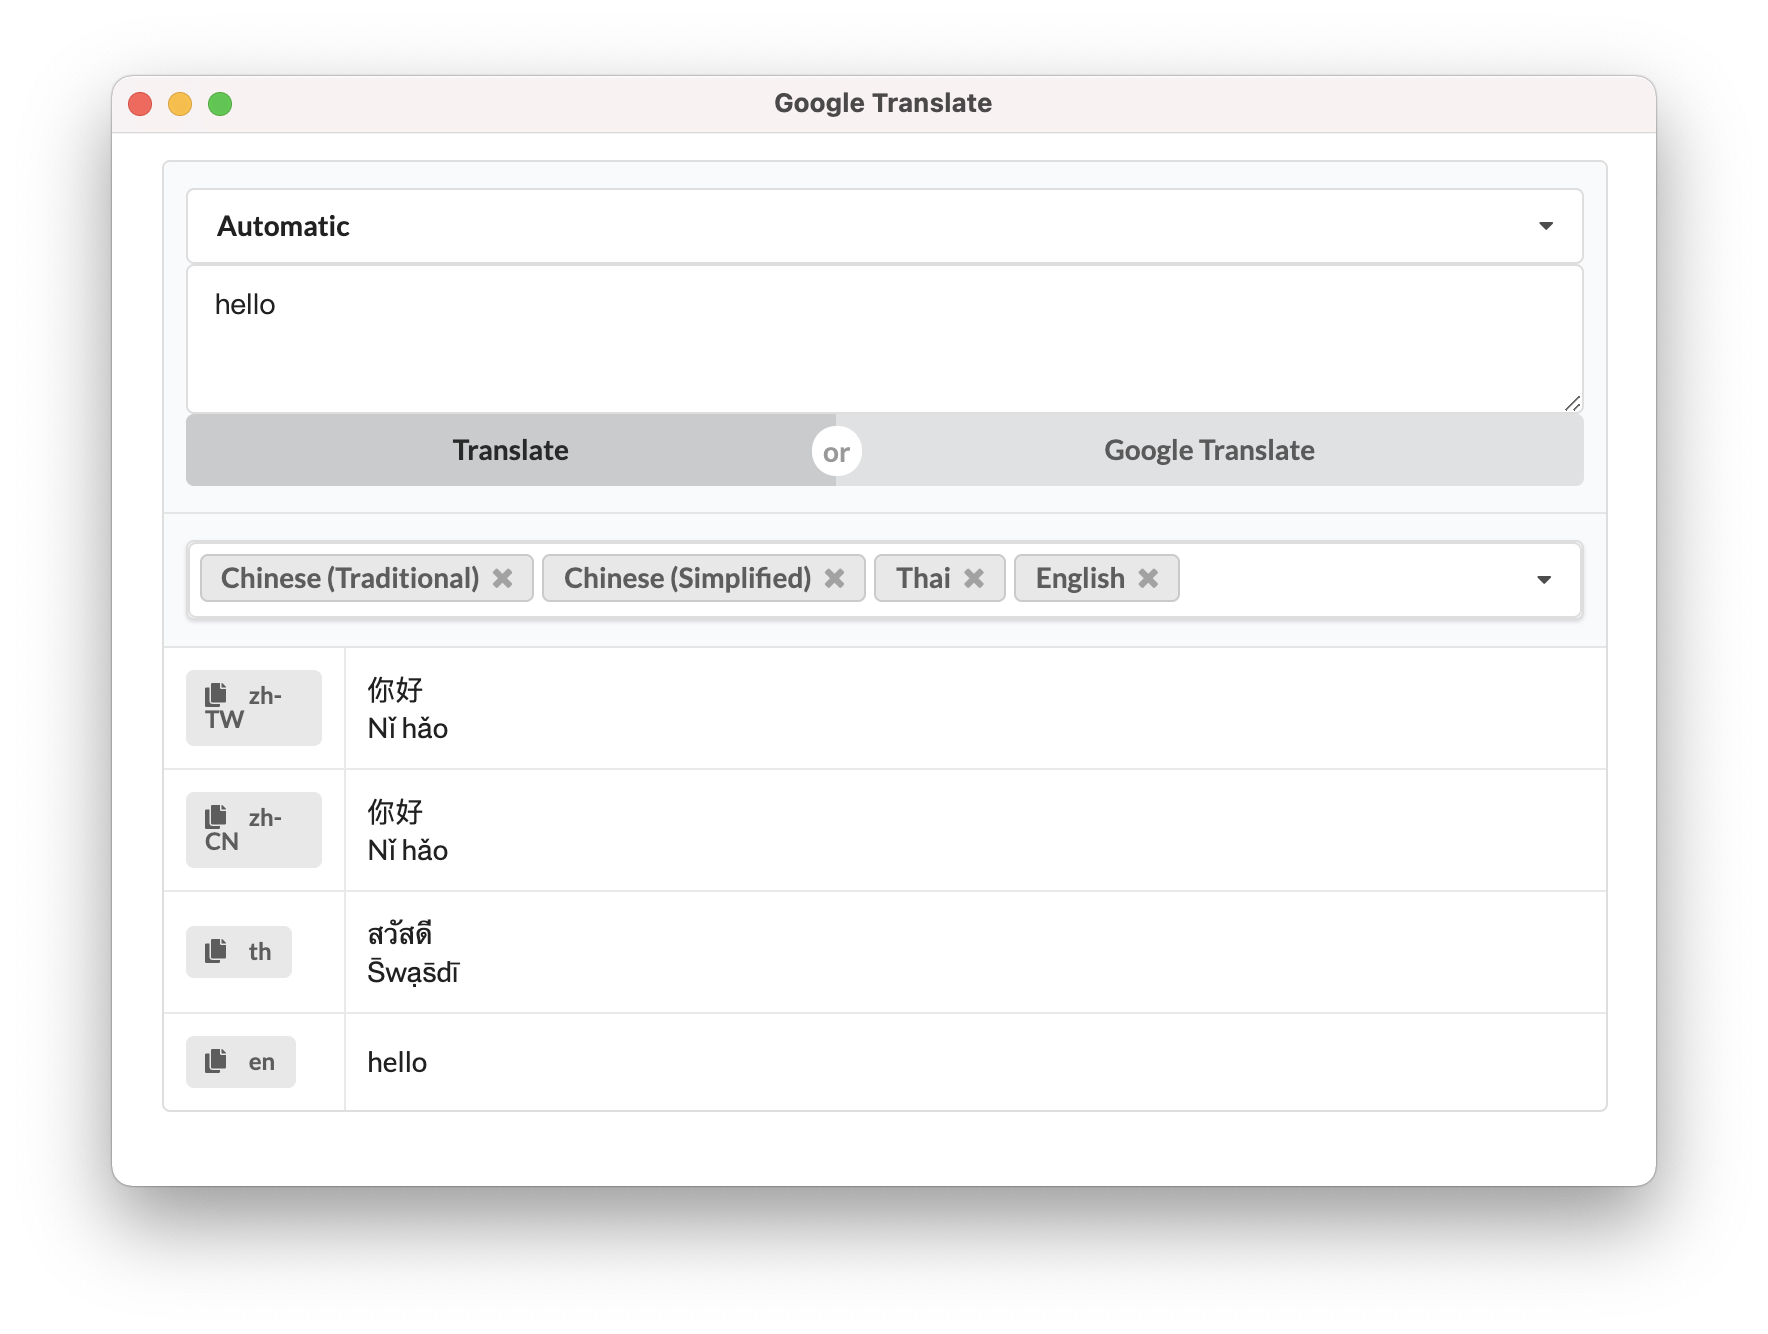 Google Translate
Automatic
hello
Translate or Google Translate
Chinese (Traditional) Chinese (Simplified) Thai English
zh-
TW
你好
Nǐ hǎo
zh-
CN
你好
Nǐ hǎo
th
สวัสดี
S̄wạs̄dī
en
hello